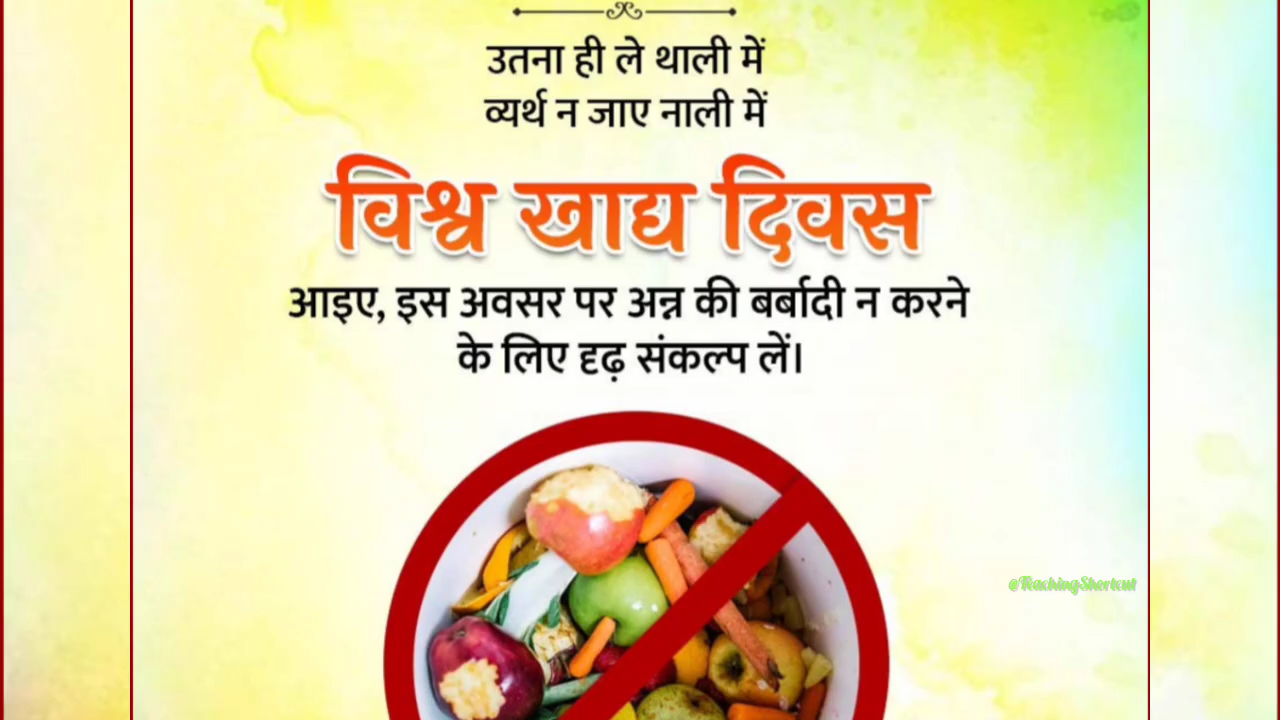 उतना ही ले थाली में
व्यर्थ न जाए नाली में
विश्व खाद्य दिवस
आइए, इस अवसर पर अन्न की बर्बादी न करने
के लिए दृढ़ संकल्प लें।
@TeachingShortcut